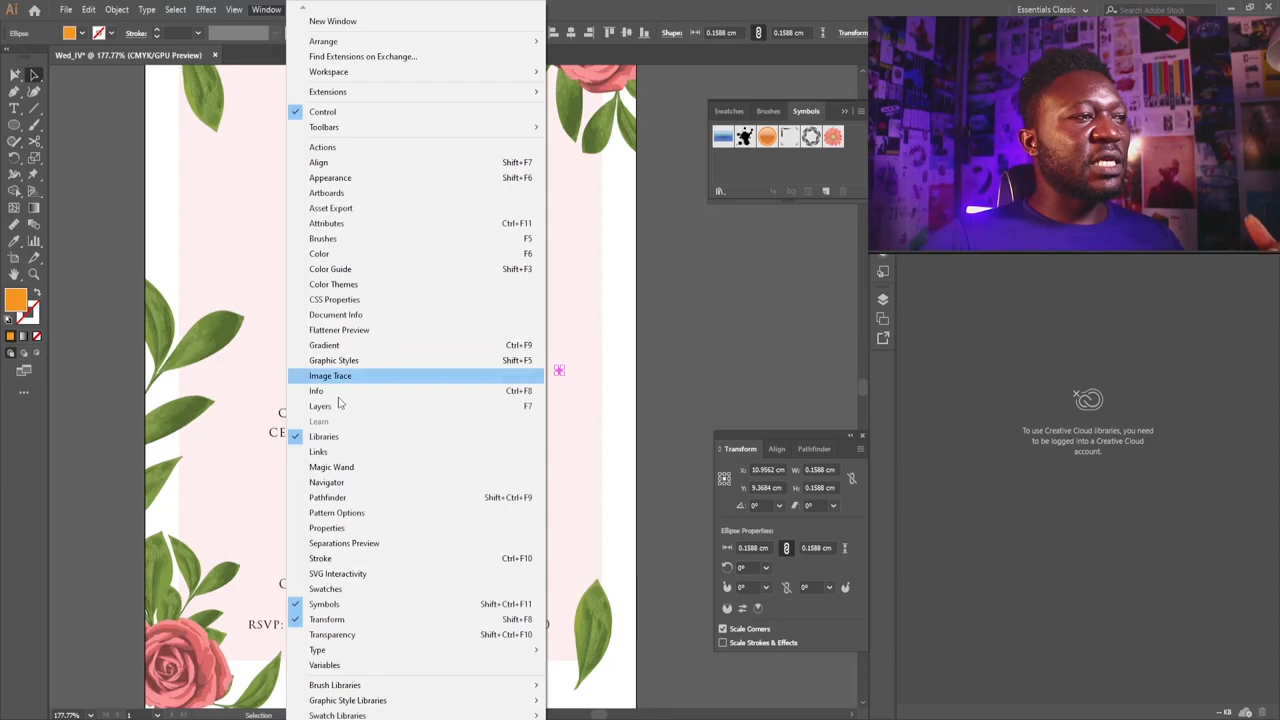 Ai File Edit Object Type Select Effect View Window
Essentials Classic
Search Adobe Stock
Ellipse Stroke: Shape: 0.1588 cm 0.1588 cm Transform
Wed_IV* @ 177.77% (CMYK/GPU Preview) ×
New Window
Arrange
Find Extensions on Exchange...
Workspace
Extensions
Control
Toolbars
Actions
Align Shift+F7
Appearance Shift+F6
Artboards
Asset Export
Attributes Ctrl+F11
Brushes F5
Color F6
Color Guide Shift+F3
Color Themes
CSS Properties
Document Info
Flattener Preview
Gradient Ctrl+F9
Graphic Styles Shift+F5
Image Trace
Info Ctrl+F8
Layers F7
Learn
Libraries
Links
Magic Wand
Navigator
Pathfinder Shift+Ctrl+F9
Pattern Options
Properties
Separations Preview
Stroke Ctrl+F10
SVG Interactivity
Swatches
Symbols Shift+Ctrl+F11
Transform Shift+F8
Transparency Shift+Ctrl+F10
Type
Variables
Brush Libraries
Graphic Style Libraries
Swatch Libraries
CE
RSVP:
Swatches Brushes Symbols
To use Creative Cloud libraries, you need
to be logged into a Creative Cloud
account.
Transform Align Pathfinder
X: 10.9562 cm W: 0.1588 cm
Y: 9.3684 cm H: 0.1588 cm
0° 0°
Ellipse Properties:
0.1588 cm 0.1588 cm
0°
0° 0°
Scale Corners
Scale Strokes & Effects
177.77% 1 Selection
-- KB